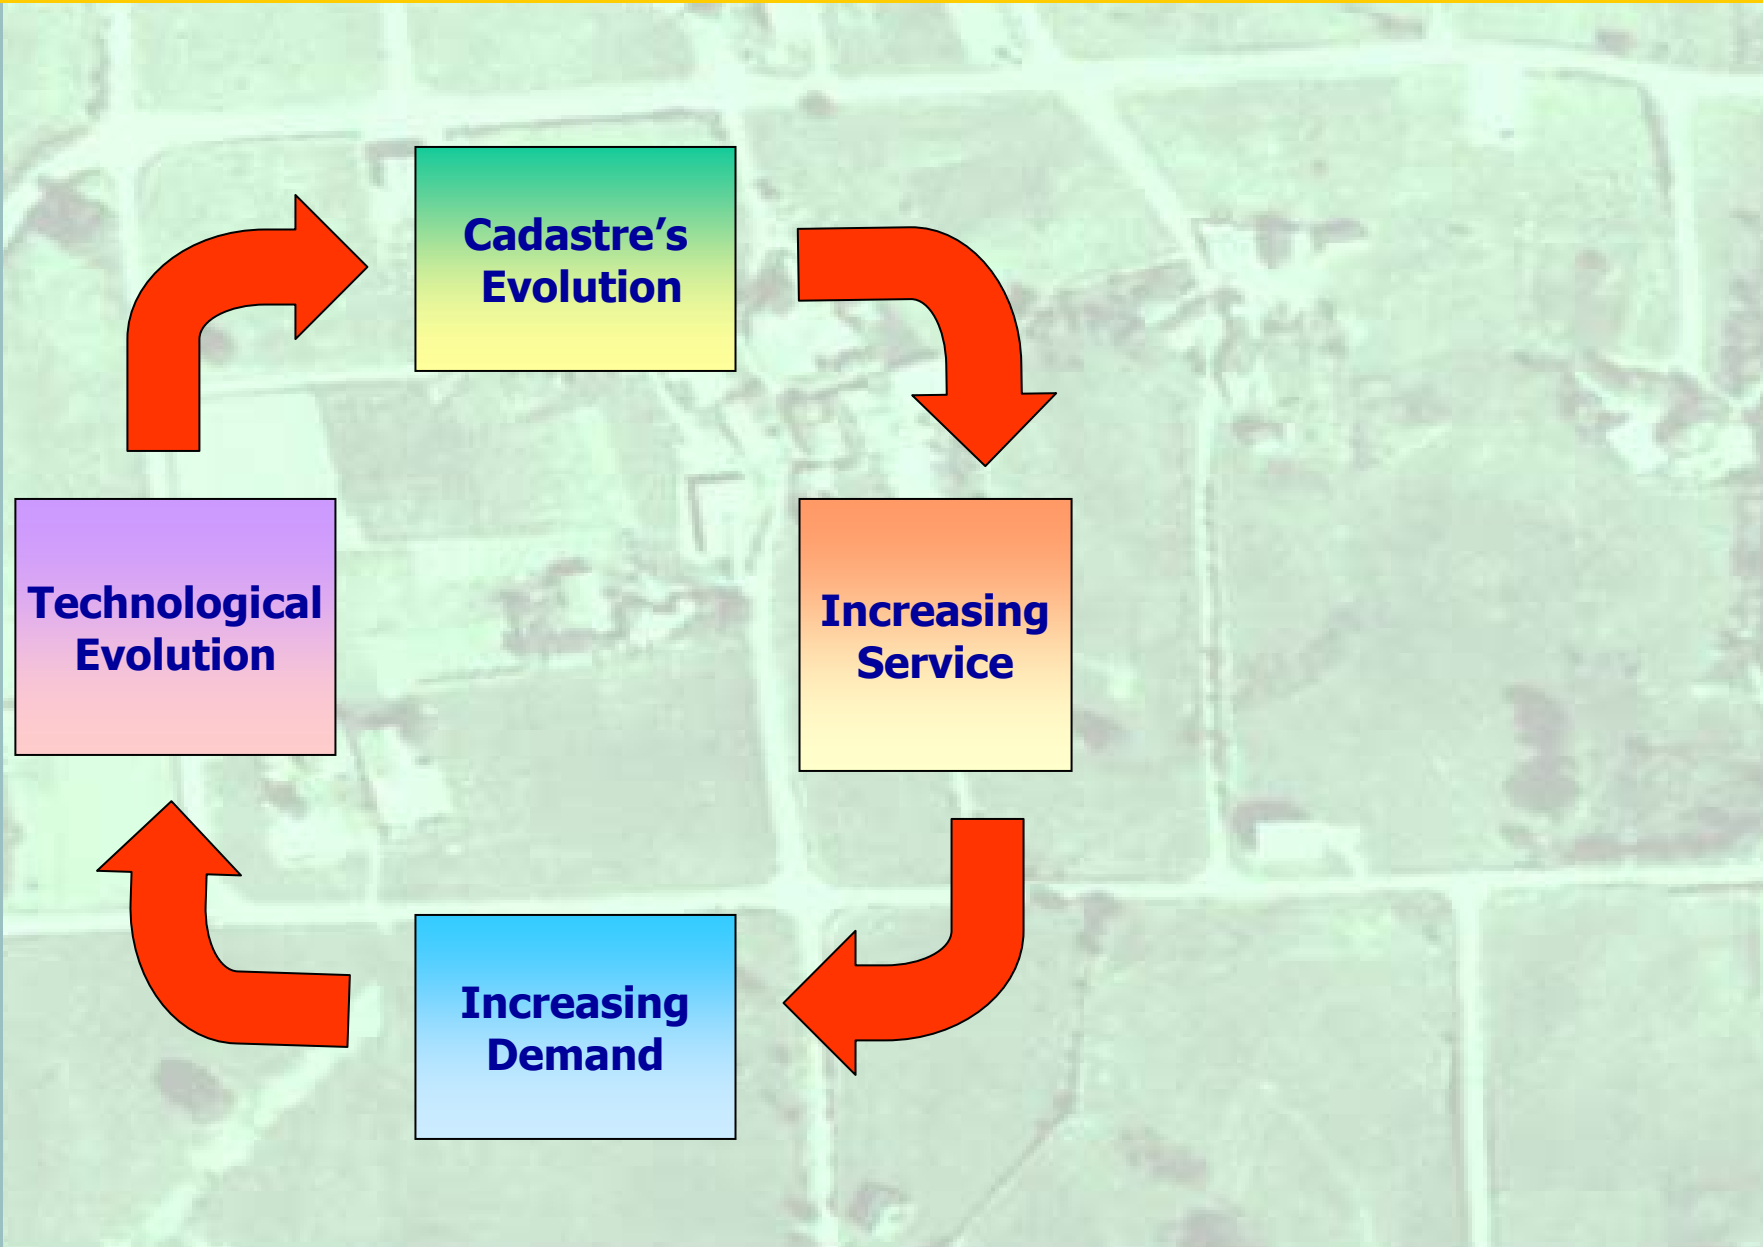 Cadastre’s
Evolution
Technological
Evolution
Increasing
Service
Increasing
Demand